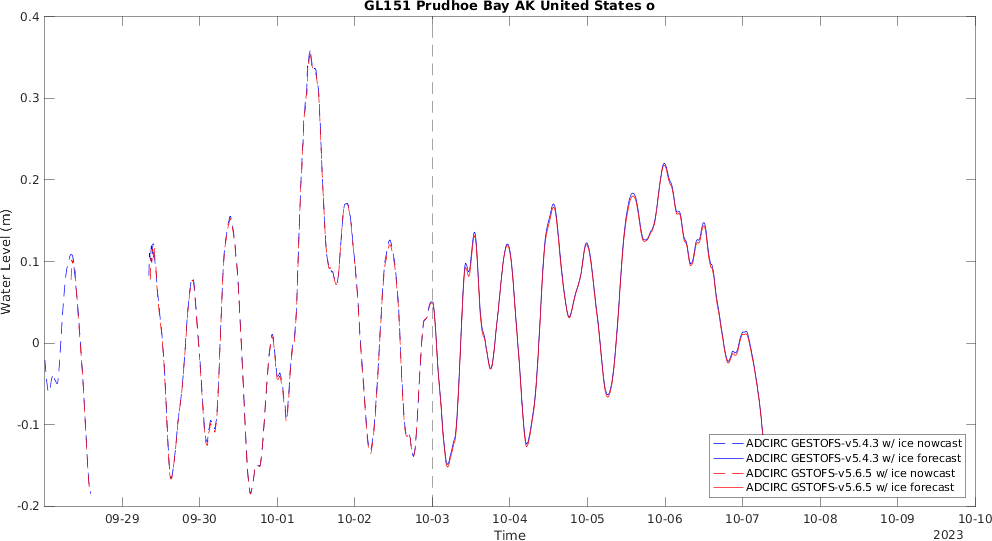 GL151 Prudhoe Bay AK United States o
Water Level (m)
0.4
0.3
0.2
0.1
0
-0.1
-0.2
09-29 09-30 10-01 10-02 10-03 10-04 10-05 10-06 10-07 10-08 10-09 10-10
Time
2023
ADCIRC GESTOFS-v5.4.3 w/ ice nowcast
ADCIRC GESTOFS-v5.4.3 w/ ice forecast
ADCIRC GSTOFS-v5.6.5 w/ ice nowcast
ADCIRC GSTOFS-v5.6.5 w/ ice forecast